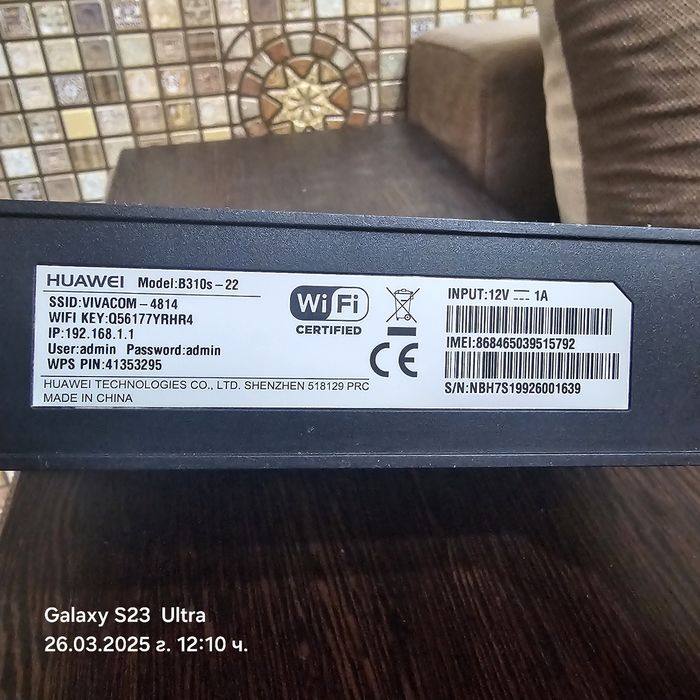 HUAWEI Model:B310s-22
SSID:VIVACOM-4814
WIFI KEY:Q56177YRHR4
IP:192.168.1.1
User:admin Password:admin
WPS PIN:41353295
HUAWEI TECHNOLOGIES CO., LTD. SHENZHEN 518129 PRC
MADE IN CHINA
Wi Fi
CERTIFIED
CE
INPUT:12V ⎓ 1A
IMEI:868465039515792
S/N:NBH7S19926001639
Galaxy S23 Ultra
26.03.2025 г. 12:10 ч.